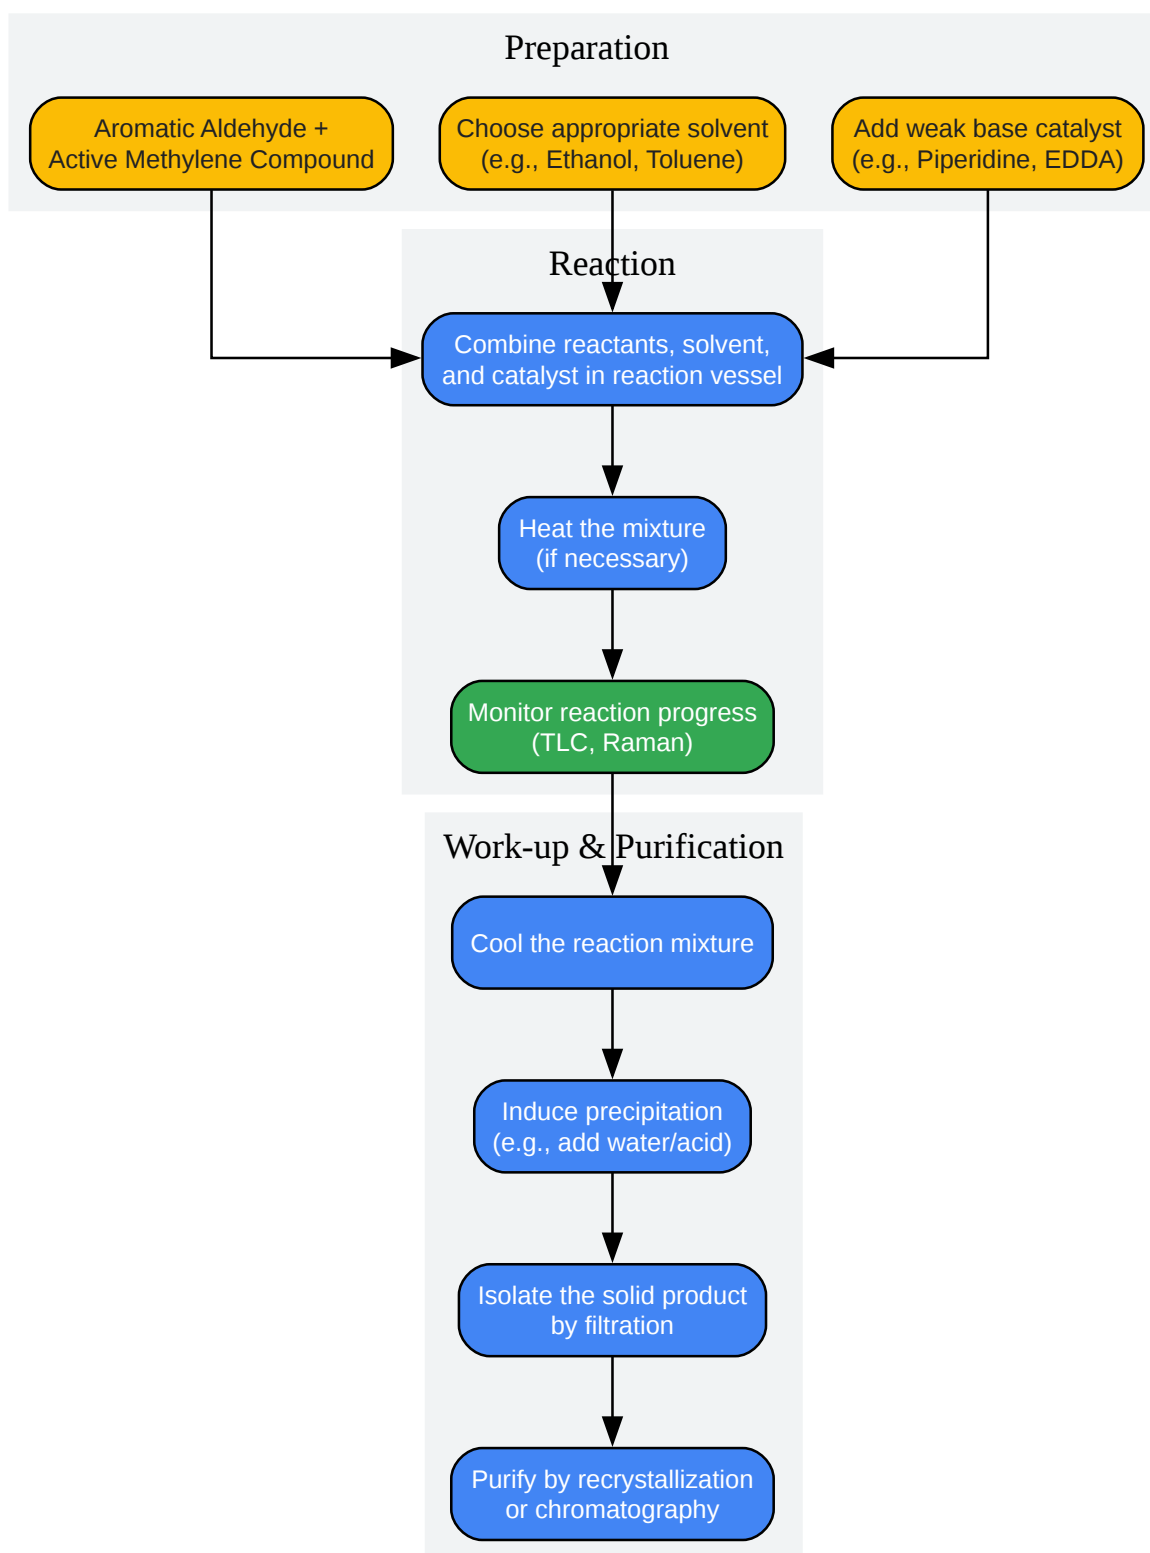 Preparation
Aromatic Aldehyde +
Active Methylene Compound
Choose appropriate solvent
(e.g., Ethanol, Toluene)
Add weak base catalyst
(e.g., Piperidine, EDDA)
Reaction
Combine reactants, solvent,
and catalyst in reaction vessel
Heat the mixture
(if necessary)
Monitor reaction progress
(TLC, Raman)
Work-up & Purification
Cool the reaction mixture
Induce precipitation
(e.g., add water/acid)
Isolate the solid product
by filtration
Purify by recrystallization
or chromatography